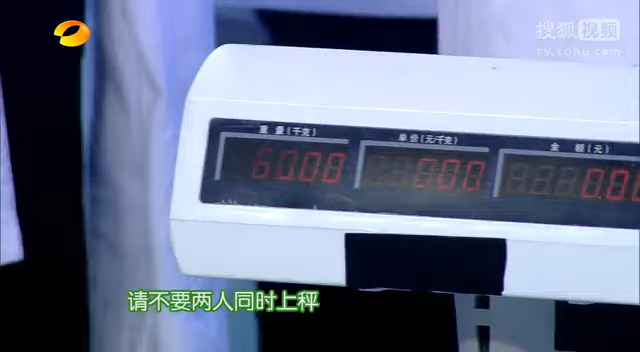 搜狐视频
tv.sohu.com
重量(千克) 单价(元/千克) 金额(元)
60.00 0.00 0.00
请不要两人同时上秤